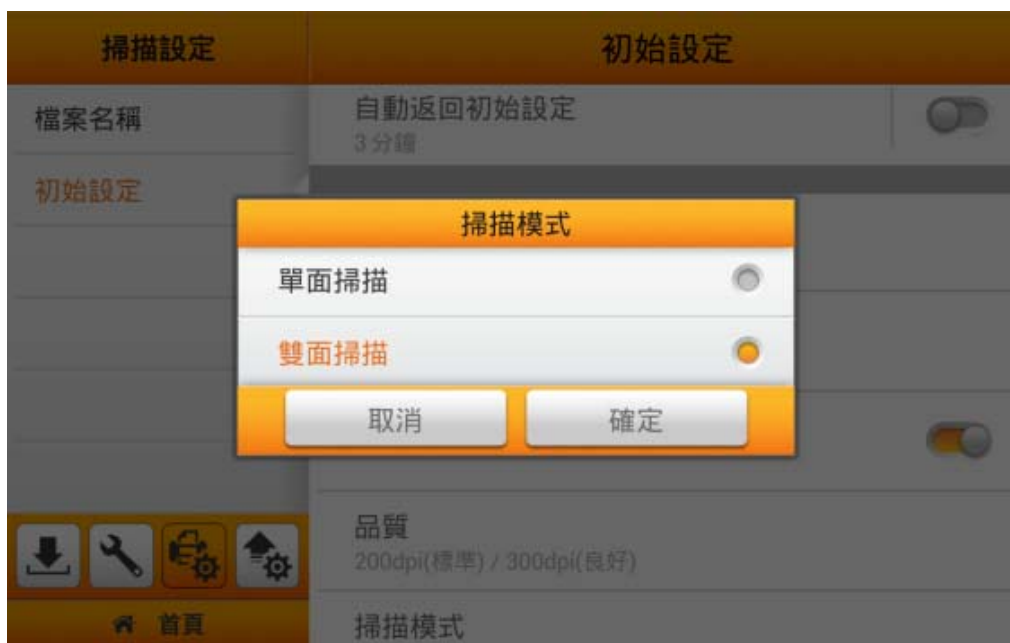 掃描設定
初始設定
檔案名稱
自動返回初始設定
3 分鐘
初始設定
掃描模式
單面掃描
雙面掃描
取消
確定
品質
200dpi(標準) / 300dpi(良好)
掃描模式
首頁